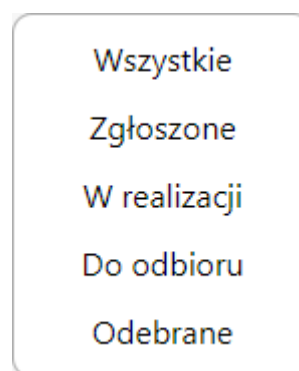 Wszystkie
Zgłoszone
W realizacji
Do odbioru
Odebrane